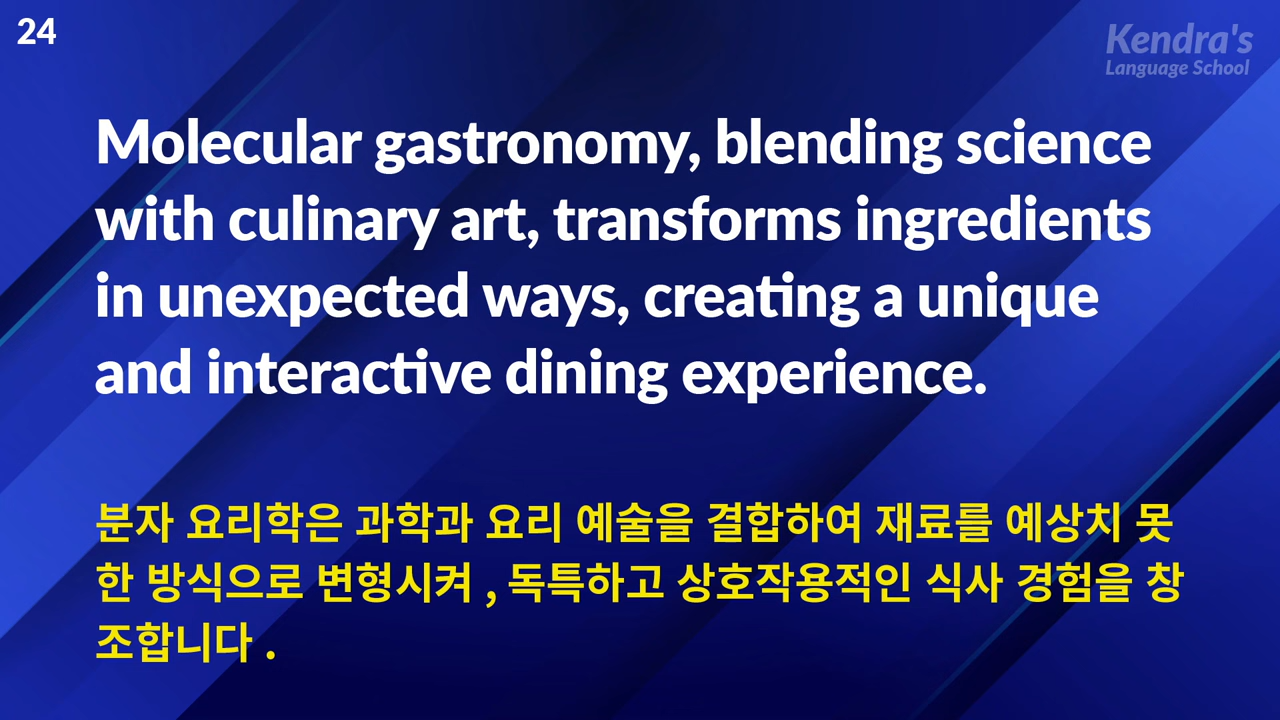 24
Kendra's
Language School
Molecular gastronomy, blending science
with culinary art, transforms ingredients
in unexpected ways, creating a unique
and interactive dining experience.
분자 요리학은 과학과 요리 예술을 결합하여 재료를 예상치 못
한 방식으로 변형시켜 , 독특하고 상호작용적인 식사 경험을 창
조합니다 .